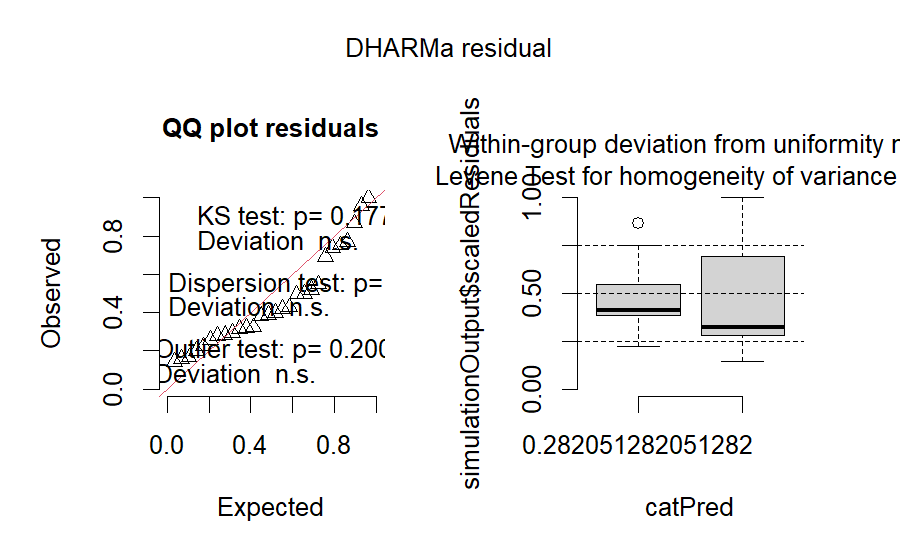 DHARMa residual
QQ plot residuals
KS test: p= 0.177
Deviation n.s.
Dispersion test: p=
Deviation n.s.
Outlier test: p= 0.200
Deviation n.s.
Observed
0.0 0.4 0.8
0.0 0.4 0.8
Expected
Within-group deviation from uniformity n
Levene Test for homogeneity of variance
simulationOutput$scaledResiduals
0.00 0.50 1.00
0.282051282051282
catPred